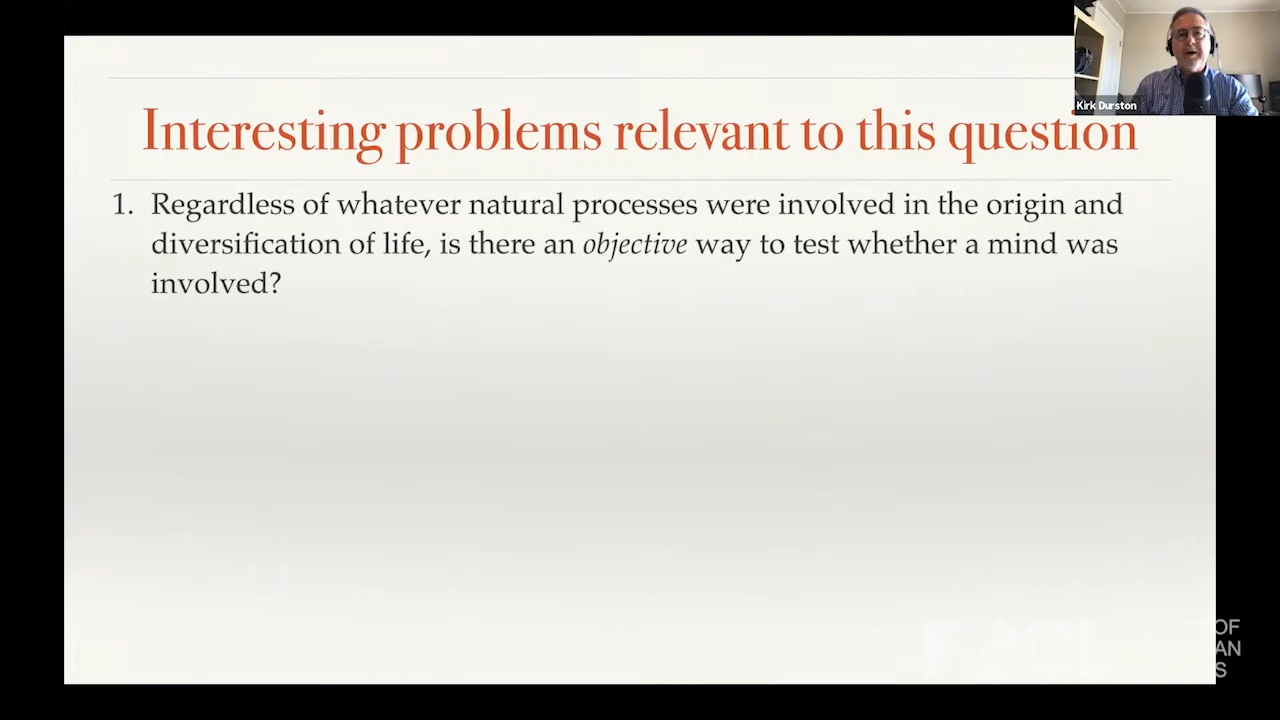 Kirk Durston
Interesting problems relevant to this question
1. Regardless of whatever natural processes were involved in the origin and
diversification of life, is there an objective way to test whether a mind was
involved?
OF
AN
S